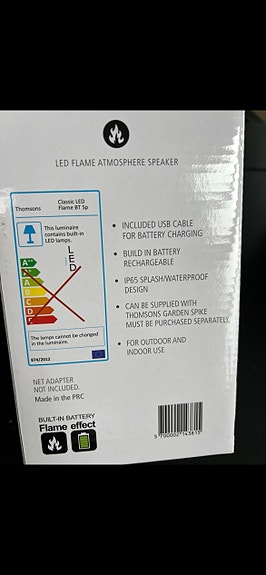 LED FLAME ATMOSPHERE SPEAKER
Thomsons
Classic LED
Flame BT Sp
This luminaire
contains built-in
LED lamps.
A++
A+
A
B
C
D
E
L
E
D
The lamps cannot be changed
in the luminaire.
874/2012
• INCLUDED USB CABLE
FOR BATTERY CHARGING
• BUILD IN BATTERY
RECHARGEABLE
• IP65 SPLASH/WATERPROOF
DESIGN
• CAN BE SUPPLIED WITH
THOMSONS GARDEN SPIKE
MUST BE PURCHASED SEPARATELY.
• FOR OUTDOOR AND
INDOOR USE
NET ADAPTER
NOT INCLUDED.
Made in the PRC
BUILT-IN BATTERY
Flame effect
5 700002 143815